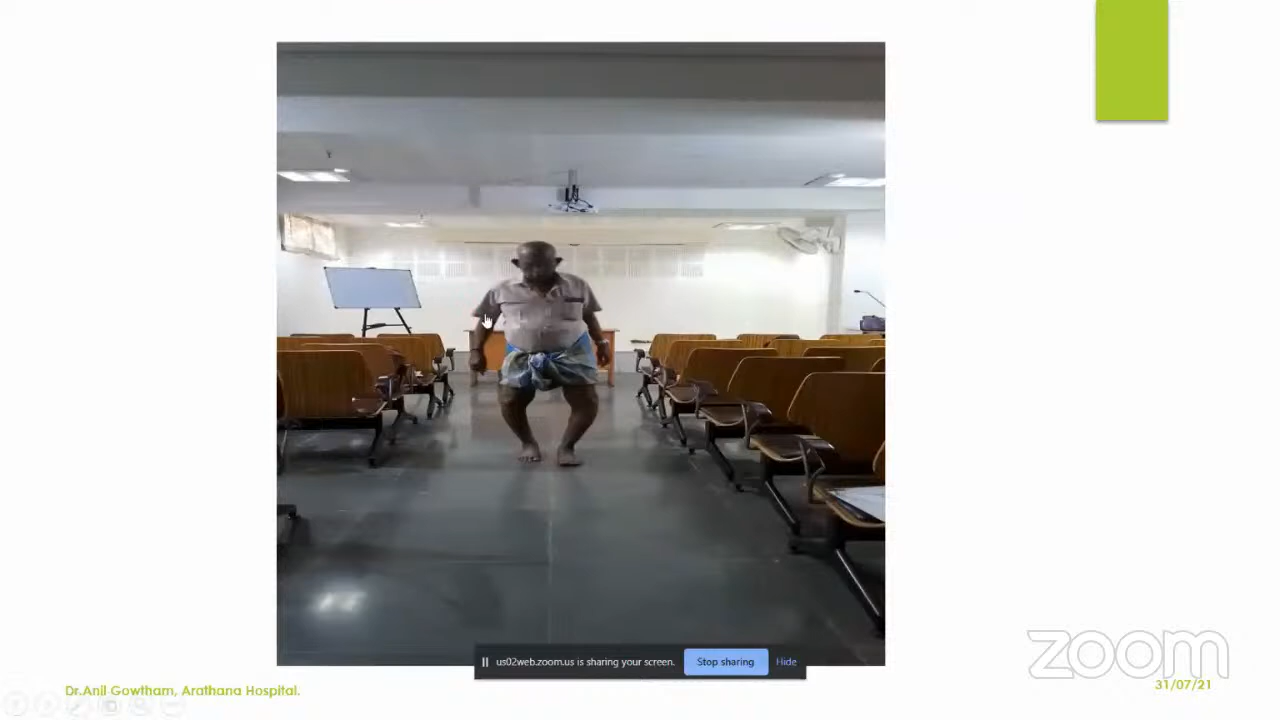 us02web.zoom.us is sharing your screen.
Stop sharing
Hide
zoom
Dr.Anil Gowtham, Arathana Hospital.
31/07/21